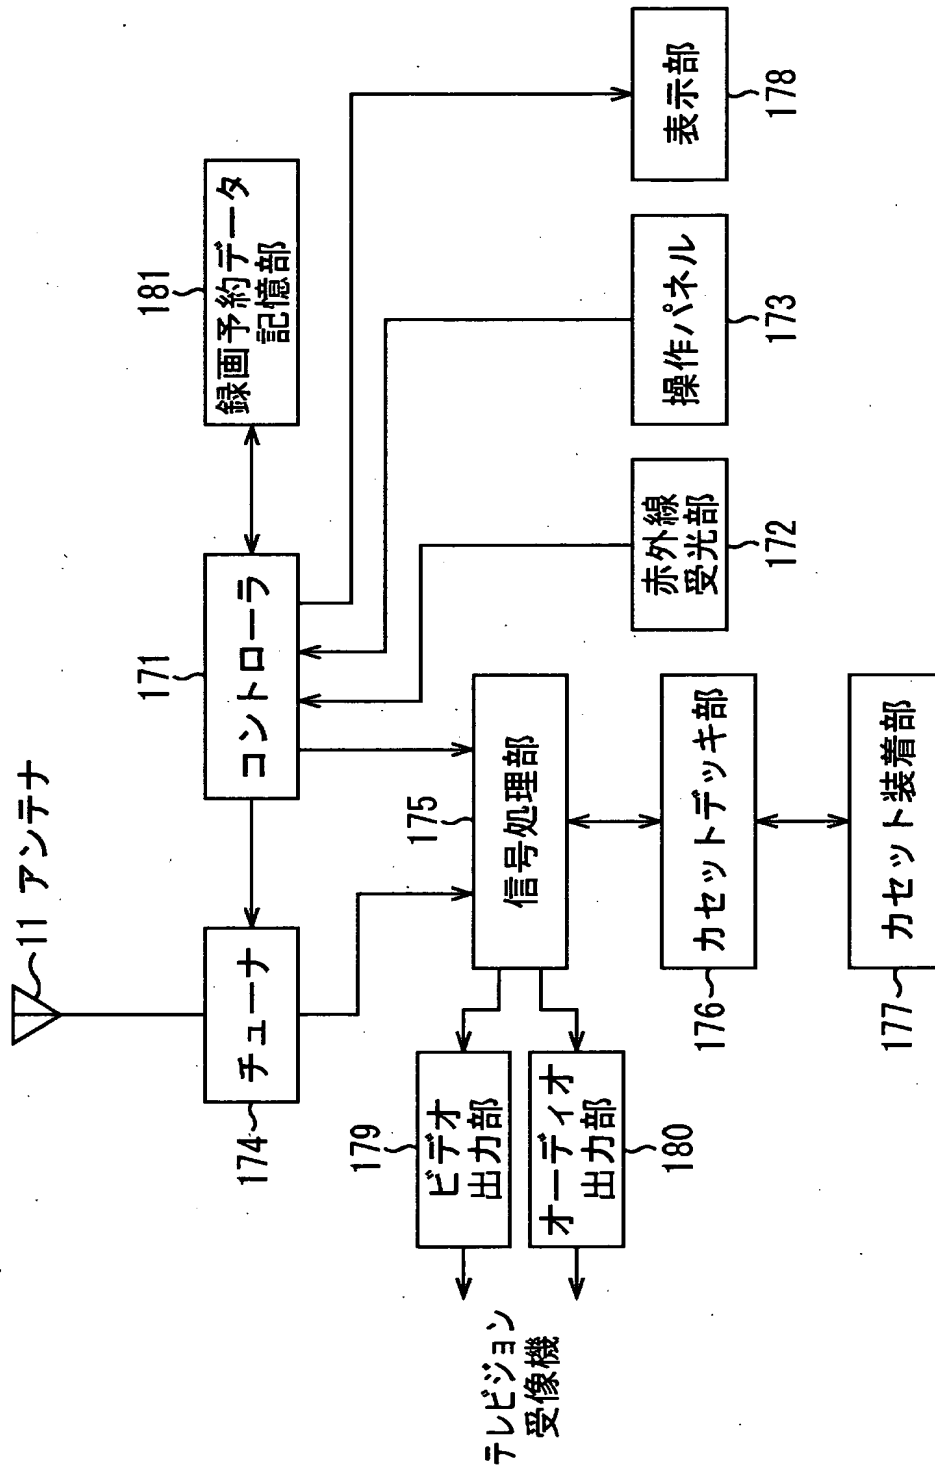 11 アンテナ
174
チューナ
171
コントローラ
181
録画予約データ
記憶部
179
ビデオ
出力部
オーディオ
出力部
180
テレビジョン
受像機
175
信号処理部
176
カセットデッキ部
177
カセット装着部
赤外線
受光部
172
操作パネル
173
表示部
178